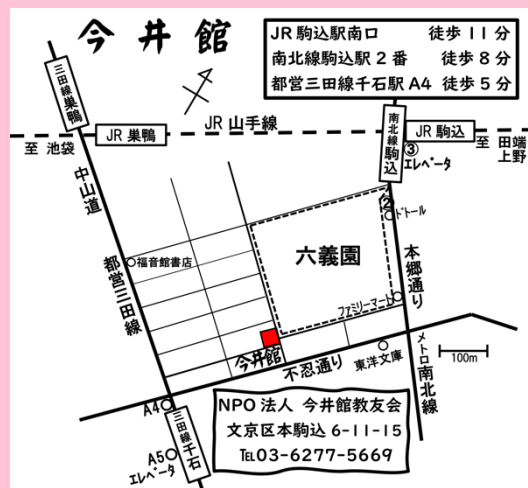 今井館
JR駒込駅南口 徒歩11分
南北線駒込駅2番 徒歩8分
都営三田線千石駅A4 徒歩5分
三田線巣鴨
4
JR巣鴨
JR山手線
南北線駒込
JR駒込
至 池袋
至 田端
上野
③
エレベータ
中山道
②
ドトール
六義園
福音館書店
本郷通り
都営三田線
ファミリーマート
今井館
不忍通り
東洋文庫
メトロ南北線
100m
A4
三田線千石
A5
エレベータ
NPO法人 今井館教友会
文京区本駒込6-11-15
℡03-6277-5669